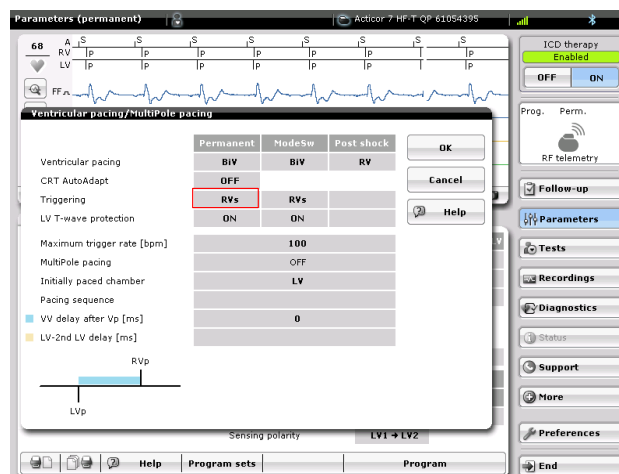 Parameters (permanent) Acticor 7 HF-T QP 61054395
68 A S S S S S S S
RV P P P P P P P
LV P P P P P P P
FF
ICD therapy
Enabled
OFF ON
Prog. Perm.
RF telemetry
Follow-up
Parameters
Tests
Recordings
Diagnostics
Status
Support
More
Preferences
End
Ventricular pacing/MultiPole pacing
Permanent ModeSw Post shock
Ventricular pacing BiV BiV RV
CRT AutoAdapt OFF
Triggering RVs RVs
LV T-wave protection ON ON
Maximum trigger rate [bpm] 100
MultiPole pacing OFF
Initially paced chamber LV
Pacing sequence
VV delay after Vp [ms] 0
LV-2nd LV delay [ms]
RVp
LVp
OK
Cancel
Help
Sensing polarity LV1 → LV2
Help Program sets Program